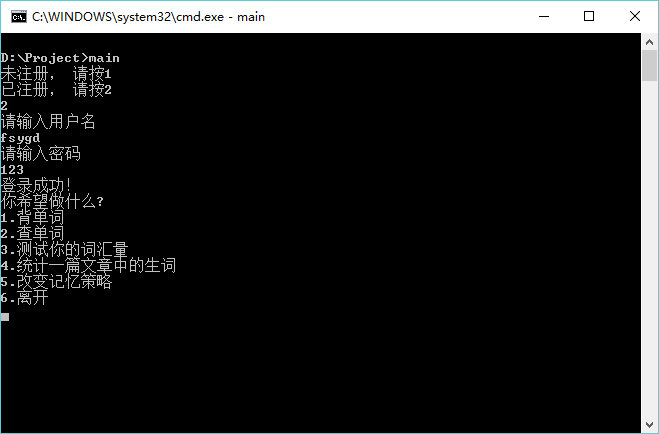 C:\WINDOWS\system32\cmd.exe - main
D:\Project>main
未注册， 请按1
已注册， 请按2
2
请输入用户名
fsygd
请输入密码
123
登录成功!
你希望做什么?
1.背单词
2.查单词
3.测试你的词汇量
4.统计一篇文章中的生词
5.改变记忆策略
6.离开